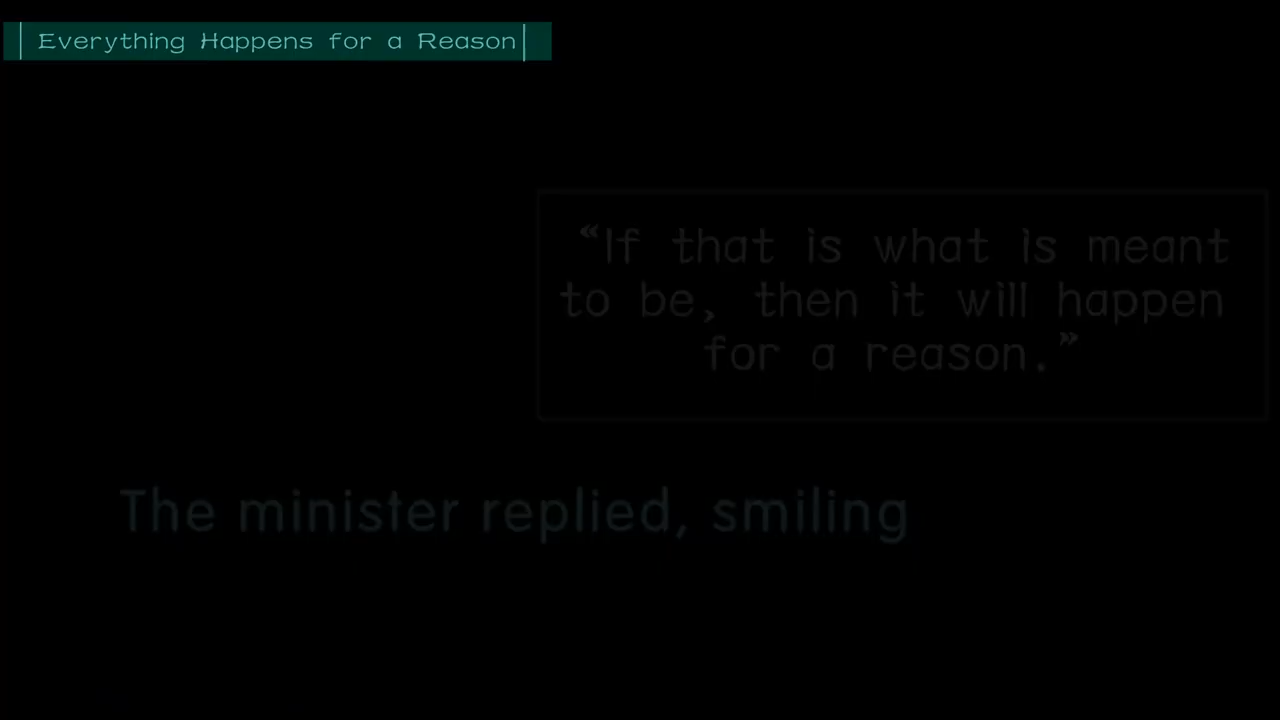 Everything Happens for a Reason
“If that is what is meant
to be, then it will happen
for a reason.”
The minister replied, smiling